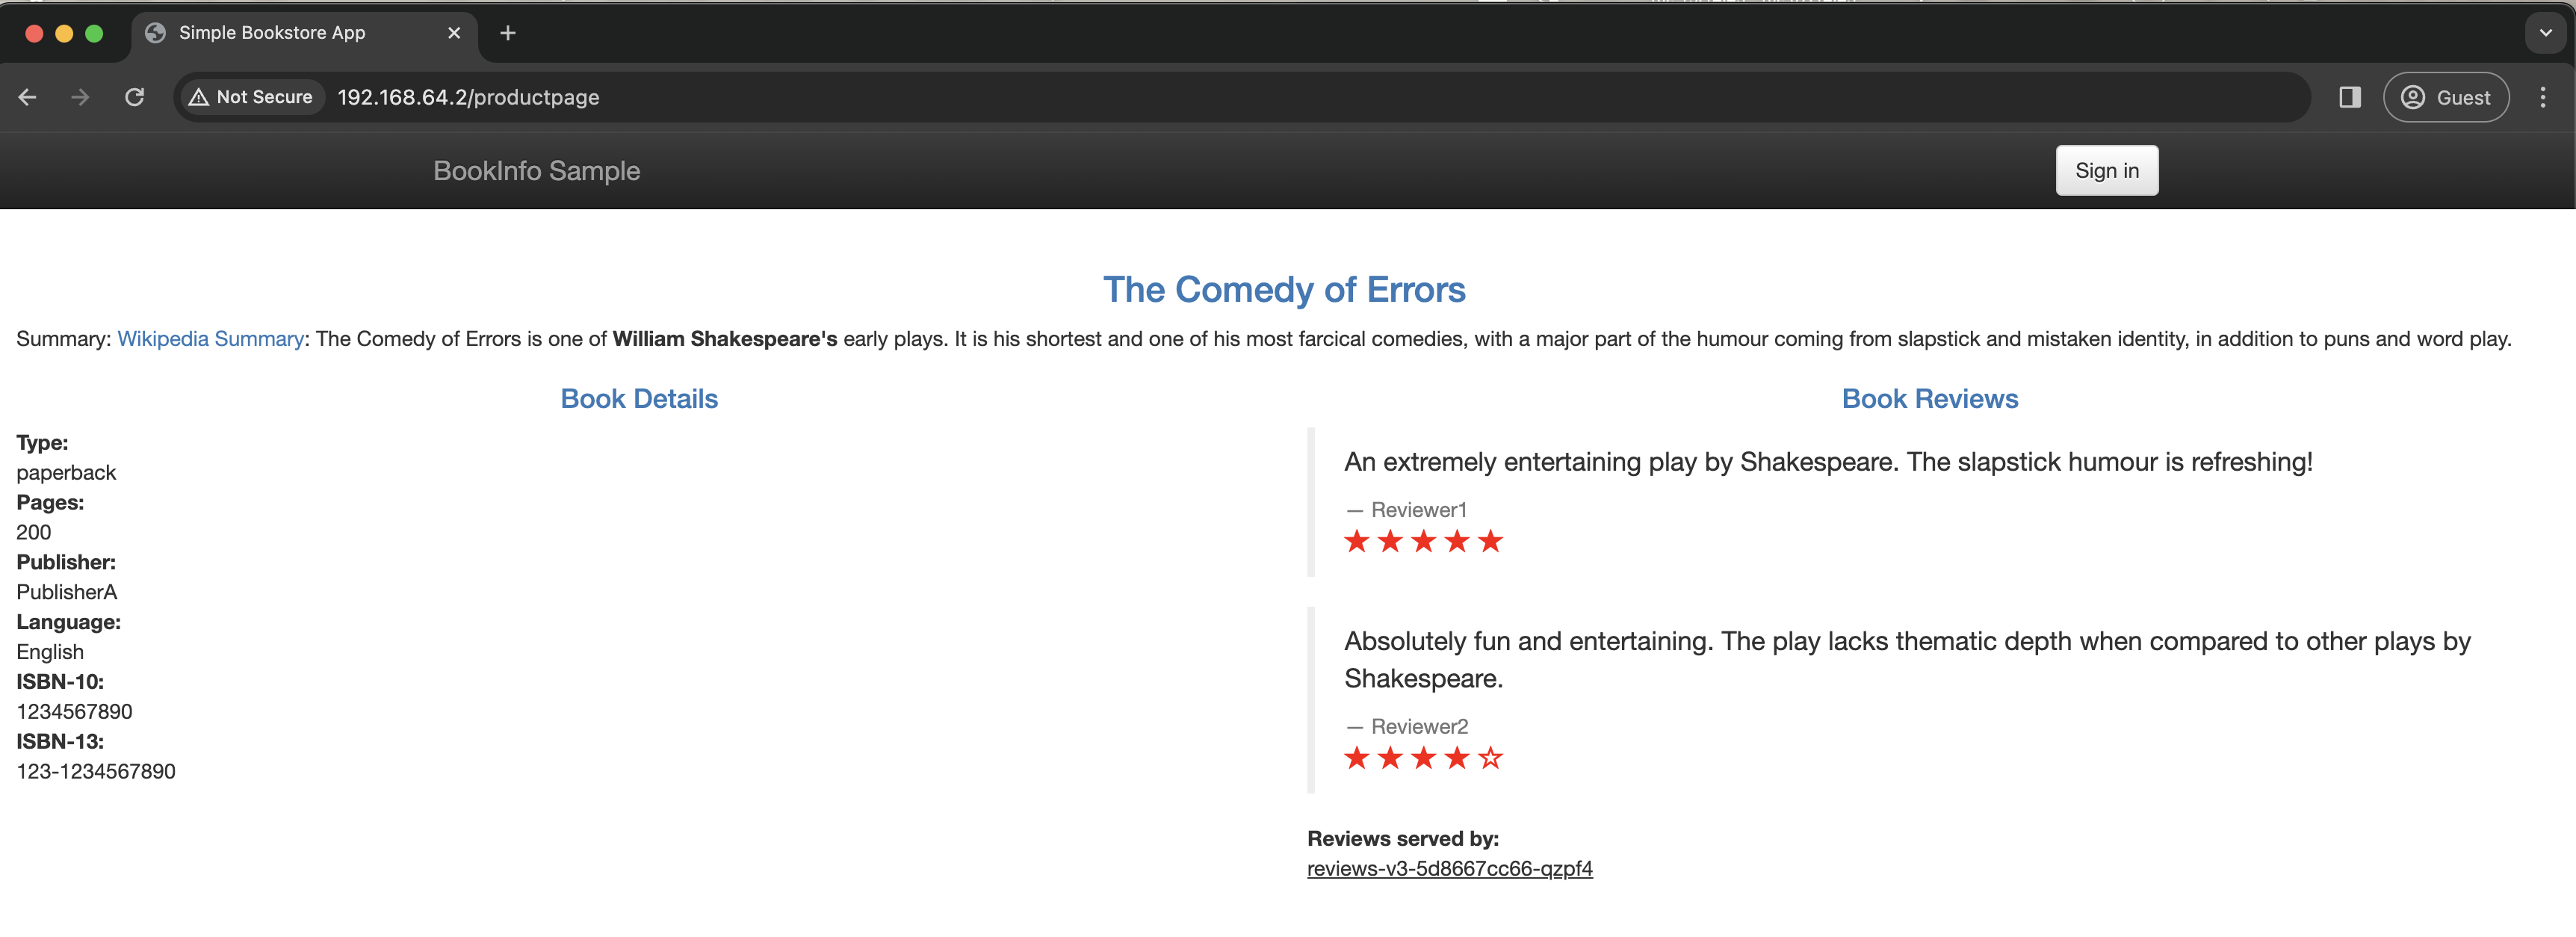 Simple Bookstore App
Not Secure 192.168.64.2/productpage Guest
BookInfo Sample Sign in
The Comedy of Errors
Summary: Wikipedia Summary: The Comedy of Errors is one of William Shakespeare's early plays. It is his shortest and one of his most farcical comedies, with a major part of the humour coming from slapstick and mistaken identity, in addition to puns and word play.
Book Details
Type:
paperback
Pages:
200
Publisher:
PublisherA
Language:
English
ISBN-10:
1234567890
ISBN-13:
123-1234567890
Book Reviews
An extremely entertaining play by Shakespeare. The slapstick humour is refreshing!
— Reviewer1
Absolutely fun and entertaining. The play lacks thematic depth when compared to other plays by
Shakespeare.
— Reviewer2
Reviews served by:
reviews-v3-5d8667cc66-qzpf4